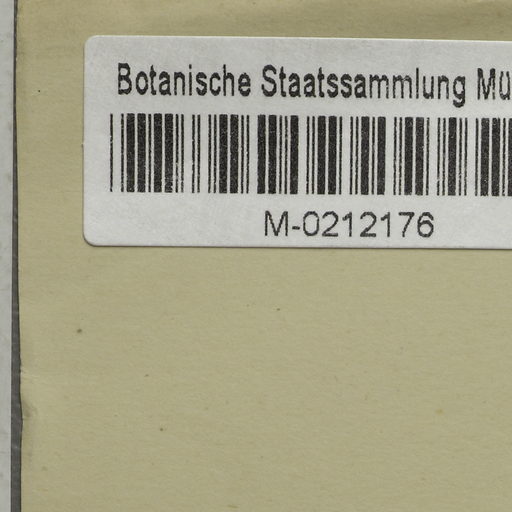 Botanische Staatssammlung Mü
M-0212176